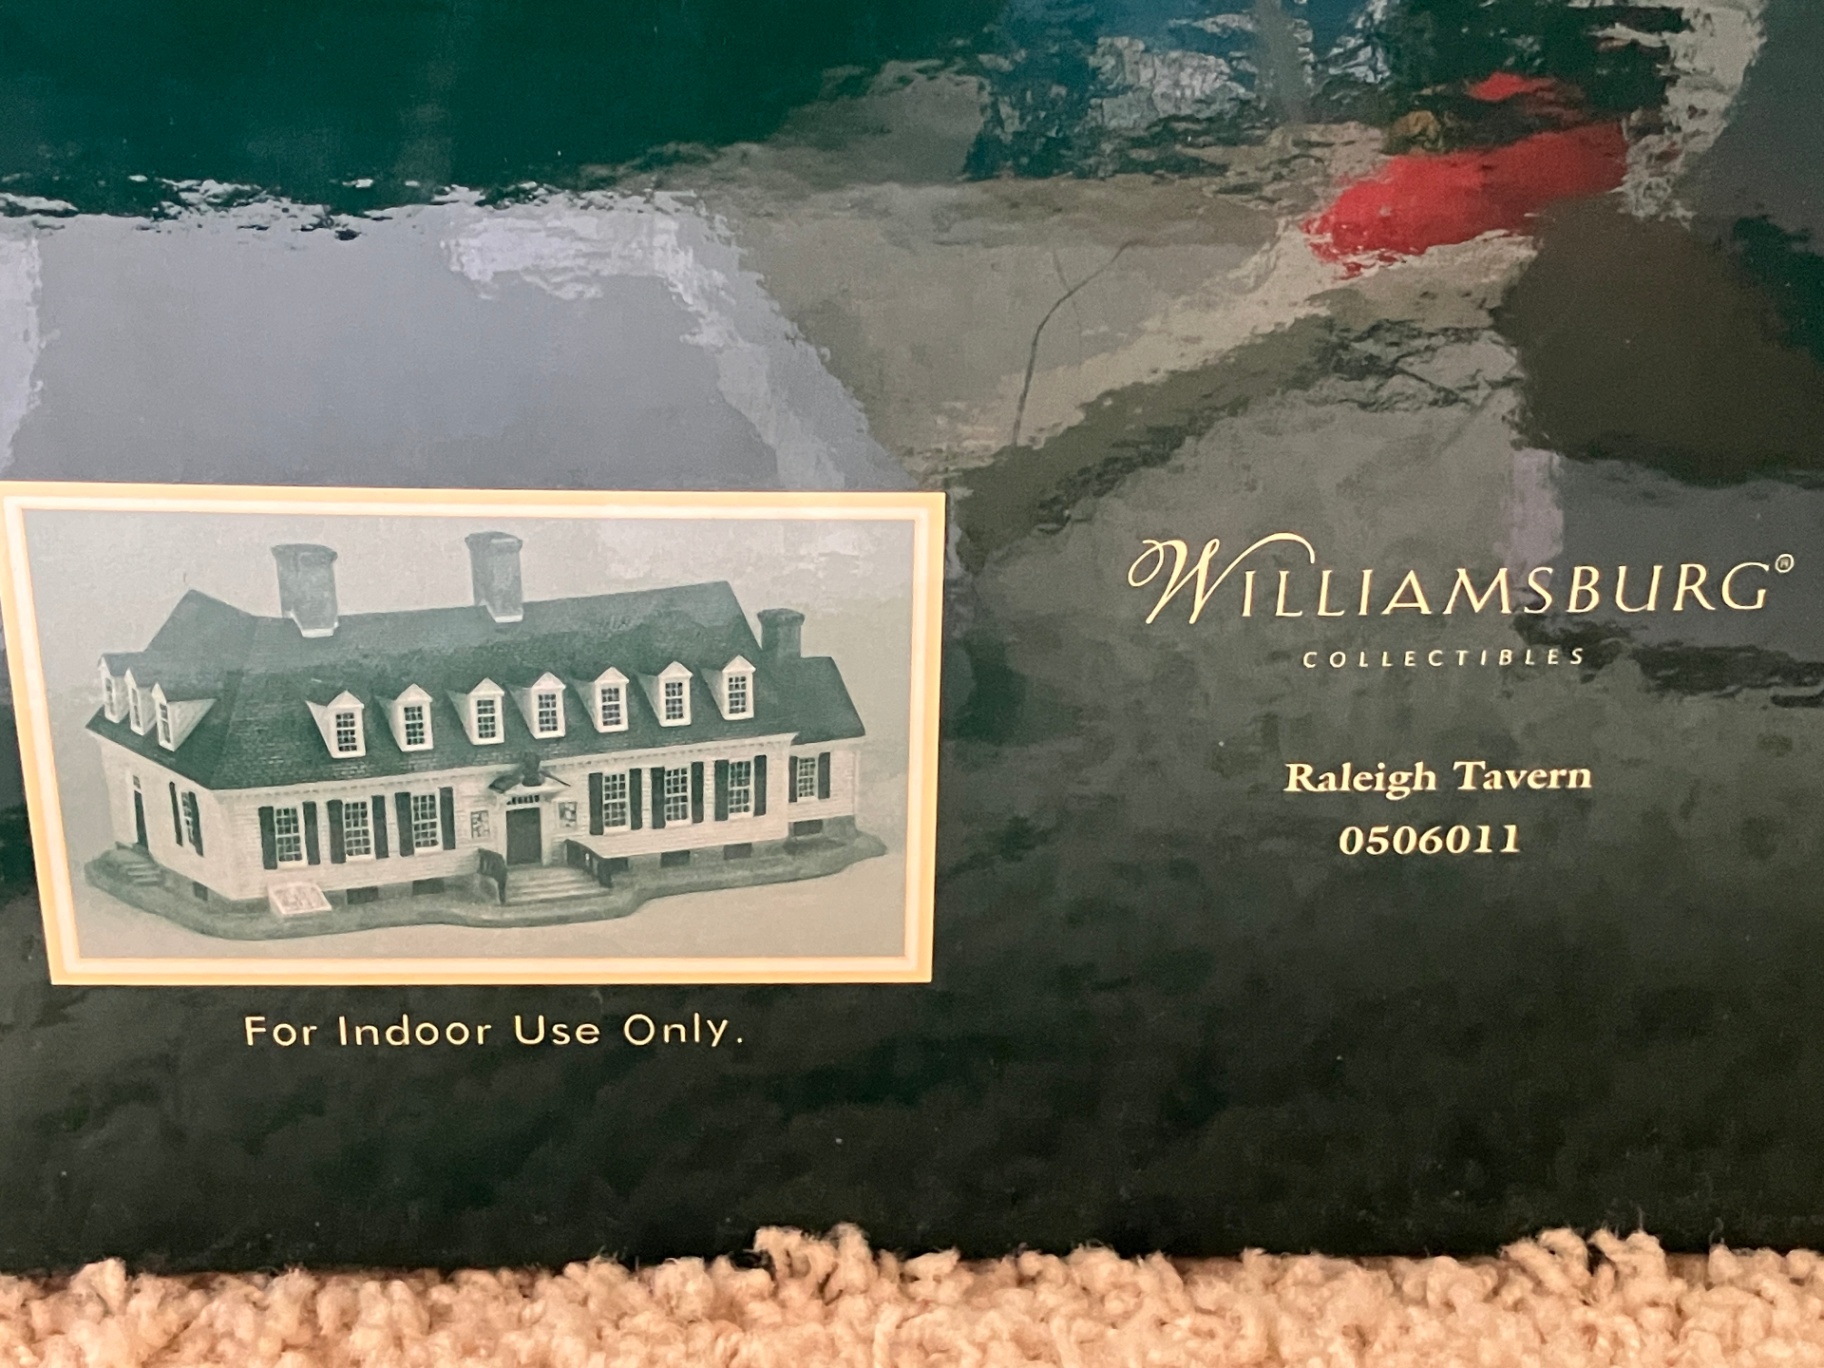 WILLIAMSBURG®
COLLECTIBLES
Raleigh Tavern
0506011
For Indoor Use Only.